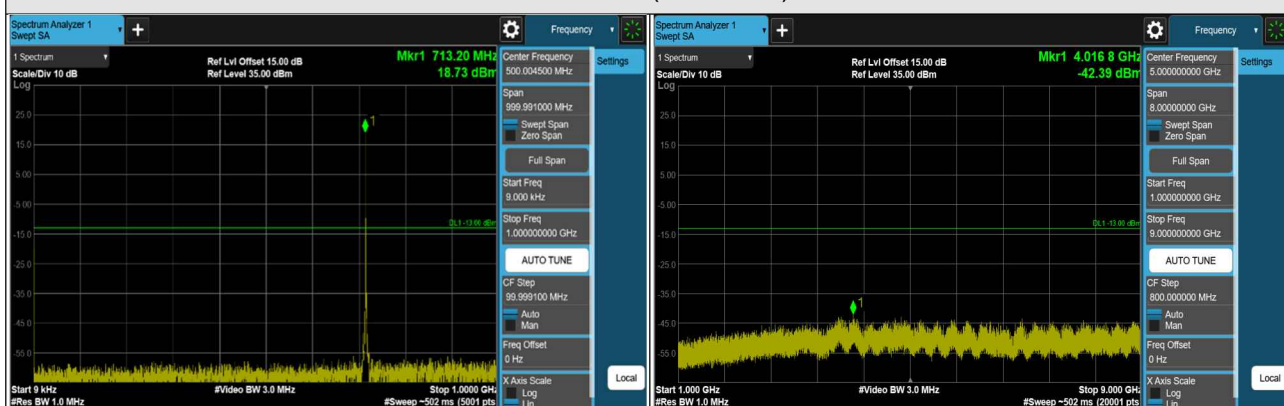 Spectrum Analyzer 1
Swept SA
+
Frequency
1 Spectrum
Scale/Div 10 dB
Log
Ref Lvl Offset 15.00 dB
Ref Level 35.00 dBm
Mkr1 713.20 MHz
18.73 dBm
25.0
15.0
5.00
-5.00
-15.0
-25.0
-35.0
-45.0
-55.0
1
DL1 -13.00 dBm
Start 9 kHz
#Res BW 1.0 MHz
#Video BW 3.0 MHz
Stop 1.0000 GHz
#Sweep ~502 ms (5001 pts
Center Frequency
500.004500 MHz
Settings
Span
999.991000 MHz
Swept Span
Zero Span
Full Span
Start Freq
9.000 kHz
Stop Freq
1.000000000 GHz
AUTO TUNE
CF Step
99.999100 MHz
Auto
Man
Freq Offset
0 Hz
X Axis Scale
Log
Lin
Local
Spectrum Analyzer 1
Swept SA
+
Frequency
1 Spectrum
Scale/Div 10 dB
Log
Ref Lvl Offset 15.00 dB
Ref Level 35.00 dBm
Mkr1 4.016 8 GHz
-42.39 dBm
25.0
15.0
5.00
-5.00
-15.0
-25.0
-35.0
-45.0
-55.0
1
DL1 -13.00 dBm
Start 1.000 GHz
#Res BW 1.0 MHz
#Video BW 3.0 MHz
Stop 9.000 GHz
#Sweep ~502 ms (20001 pts
Center Frequency
5.000000000 GHz
Settings
Span
8.00000000 GHz
Swept Span
Zero Span
Full Span
Start Freq
1.000000000 GHz
Stop Freq
9.000000000 GHz
AUTO TUNE
CF Step
800.000000 MHz
Auto
Man
Freq Offset
0 Hz
X Axis Scale
Log
Lin
Local